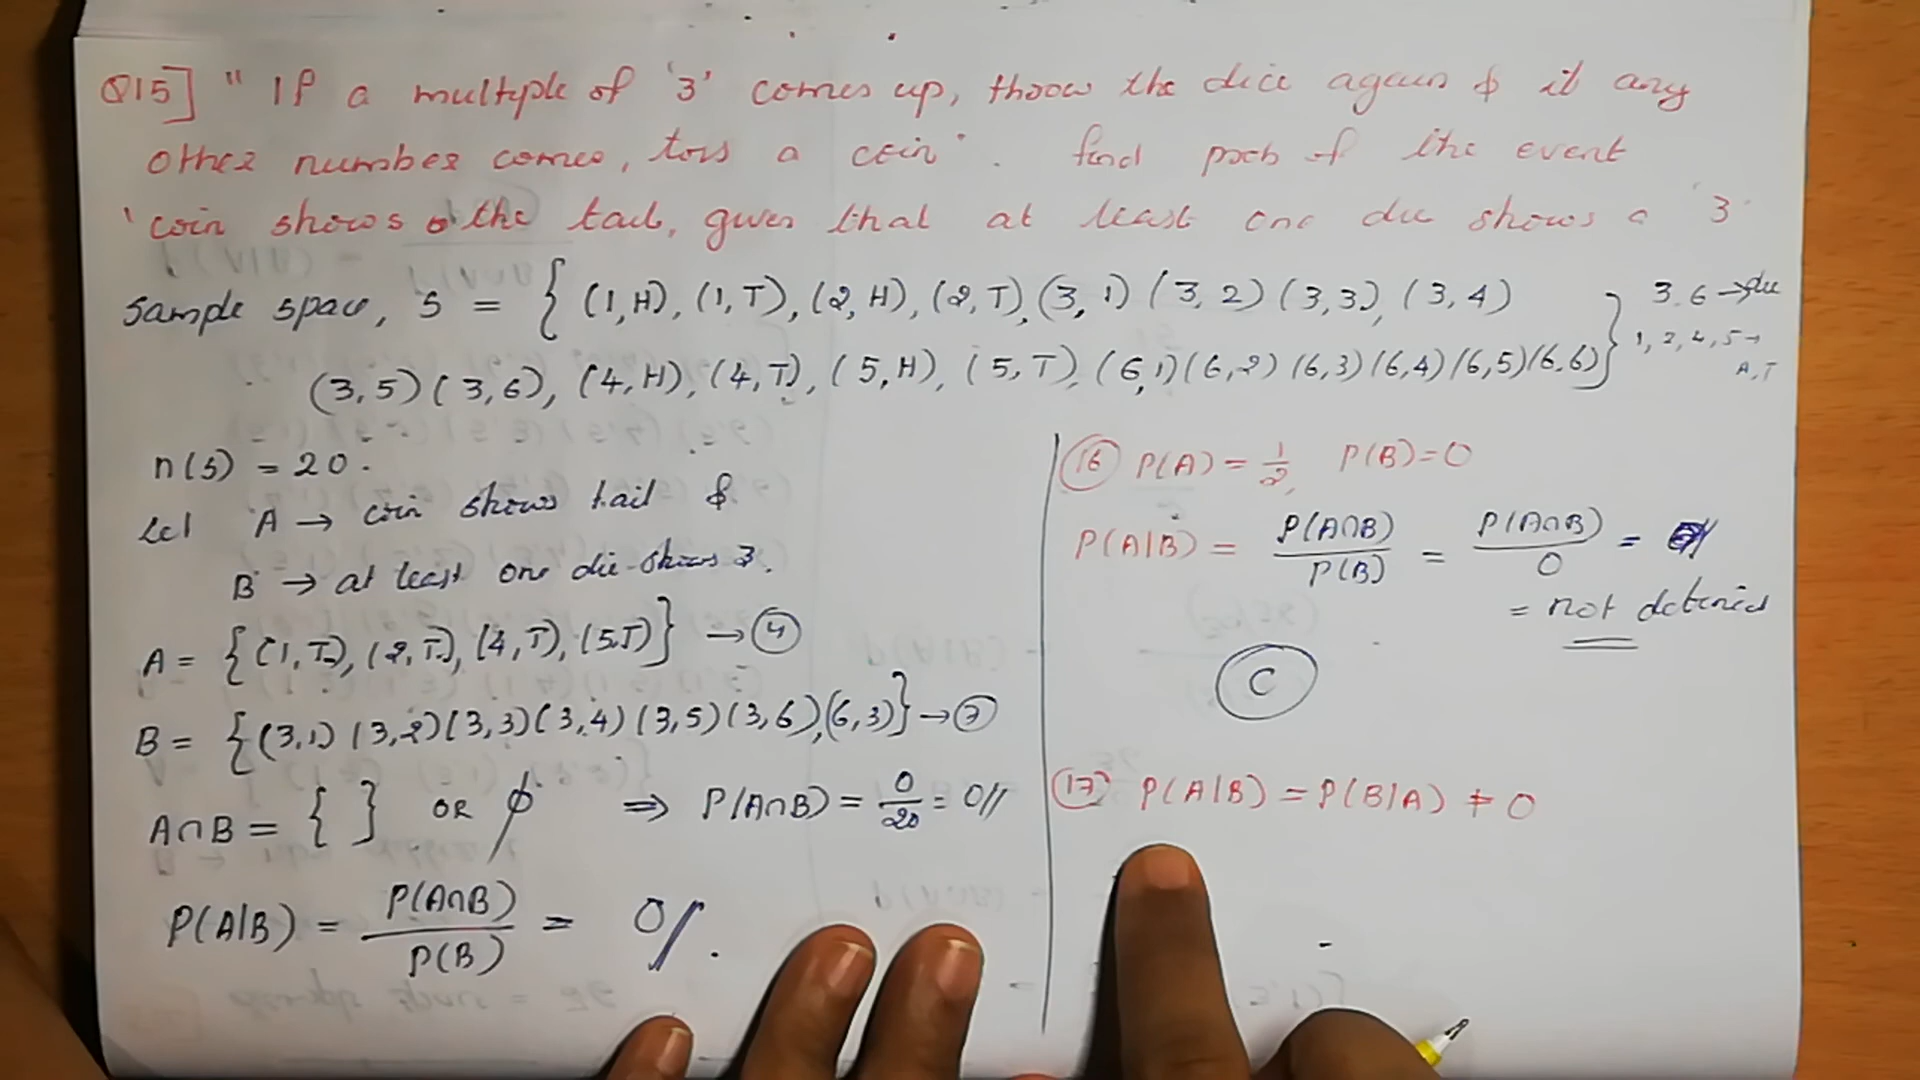 Q15] " If a multiple of '3' comes up, throw the dice again & it any
other number comes, toss a coin". find prob of the event
'coin shows the tail, given that at least one die shows a '3'
Sample space, S = { (1,H), (1,T), (2,H), (2,T), (3,1) (3,2) (3,3), (3,4)
(3,5) (3,6), (4,H), (4,T), (5,H), (5,T), (6,1) (6,2) (6,3) (6,4) (6,5) (6,6) }
3.6 → die
1, 2, 4, 5 →
n(s) = 20.
Let A → coin shows tail &
B → at least one die shows 3.
A = { (1,T), (2,T), (4,T), (5,T) } → 4
B = { (3,1) (3,2) (3,3) (3,4) (3,5) (3,6), (6,3) } → 7
A∩B = { } OR φ ⇒ P(A∩B) = 0/20 = 0//
P(A|B) = P(A∩B)/P(B) = 0//.
16 P(A) = 1/2, P(B) = 0
P(A|B) = P(A∩B)/P(B) = P(A∩B)/0 =
= not defined
C
17 P(A|B) = P(B|A) ≠ 0